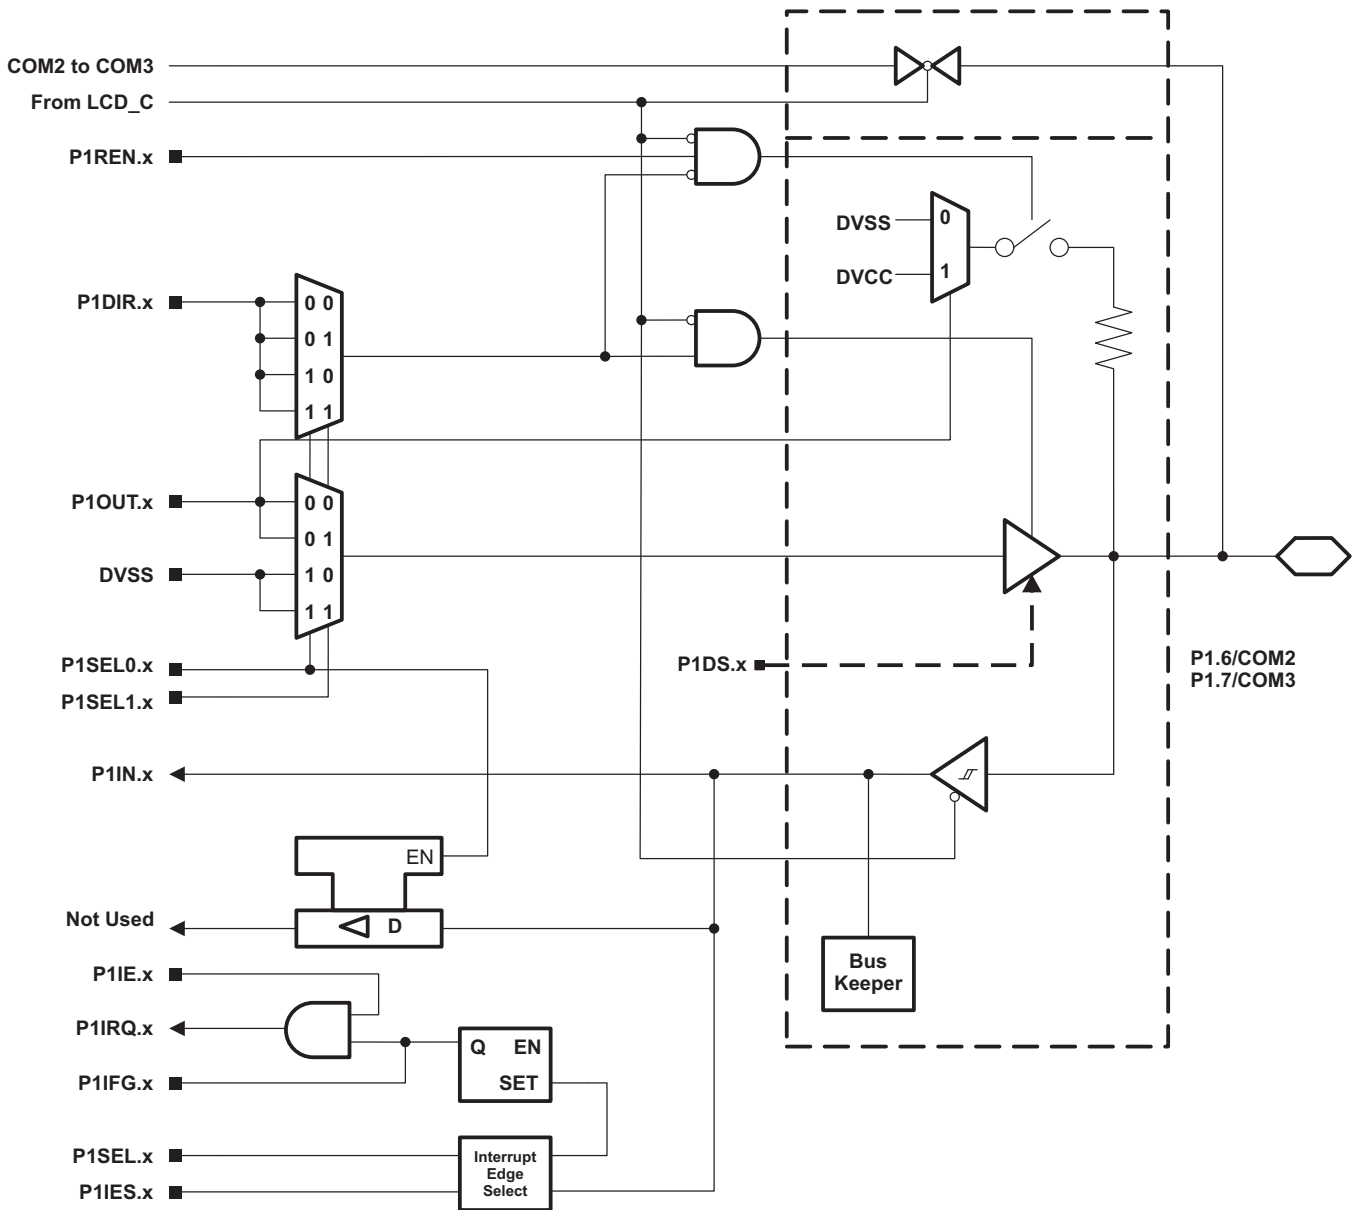 COM2 to COM3
From LCD_C
P1REN.x
DVSS
0
DVCC
1
P1DIR.x
0 0
0 1
1 0
1 1
P1OUT.x
0 0
0 1
DVSS
1 0
1 1
P1SEL0.x
P1SEL1.x
P1DS.x
P1.6/COM2
P1.7/COM3
P1IN.x
EN
Not Used
D
Bus
Keeper
P1IE.x
P1IRQ.x
Q EN
SET
P1IFG.x
P1SEL.x
P1IES.x
Interrupt
Edge
Select